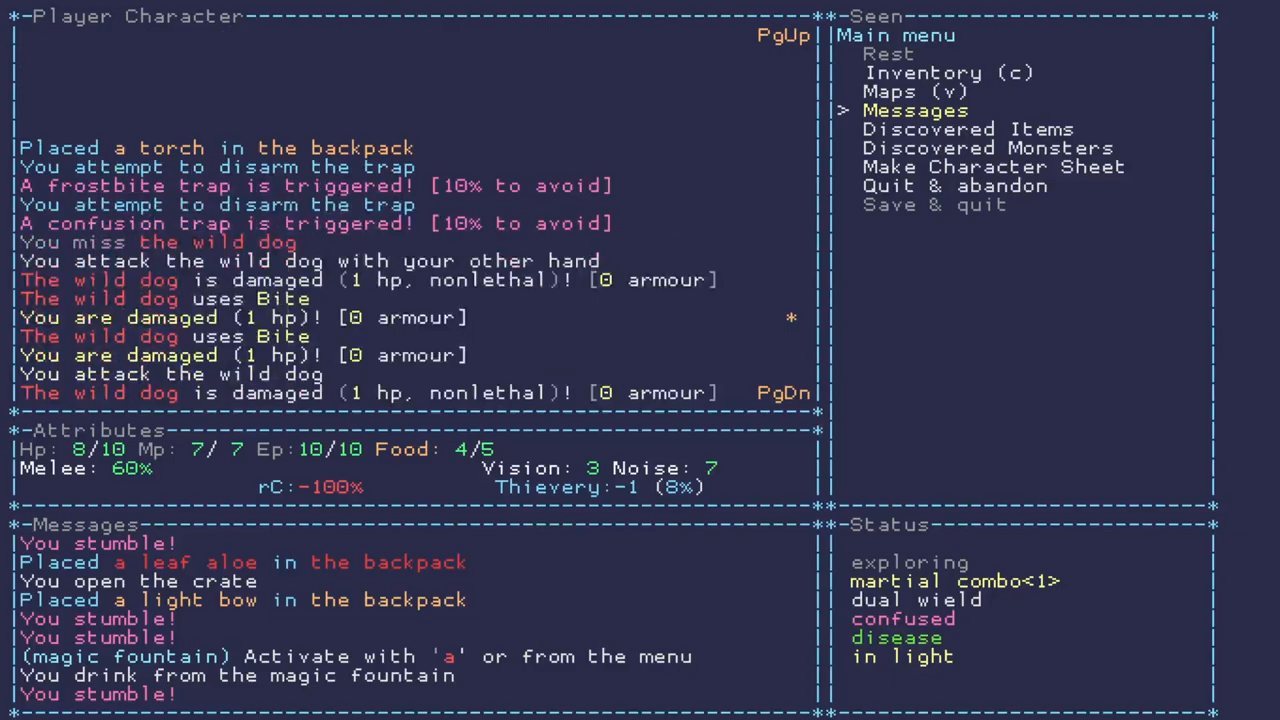 Player Character
PgUp
Placed a torch in the backpack
You attempt to disarm the trap
A frostbite trap is triggered! [10% to avoid]
You attempt to disarm the trap
A confusion trap is triggered! [10% to avoid]
You miss the wild dog
You attack the wild dog with your other hand
The wild dog is damaged (1 hp, nonlethal)! [0 armour]
The wild dog uses Bite
You are damaged (1 hp)! [0 armour] *
The wild dog uses Bite
You are damaged (1 hp)! [0 armour]
You attack the wild dog
The wild dog is damaged (1 hp, nonlethal)! [0 armour] PgDn
Seen
Main menu
Rest
Inventory (c)
Maps (v)
> Messages
Discovered Items
Discovered Monsters
Make Character Sheet
Quit & abandon
Save & quit
Attributes
Hp: 8/10 Mp: 7/ 7 Ep:10/10 Food: 4/5
Melee: 60% Vision: 3 Noise: 7
rC:-100% Thievery:-1 (8%)
Messages
You stumble!
Placed a leaf aloe in the backpack
You open the crate
Placed a light bow in the backpack
You stumble!
You stumble!
(magic fountain) Activate with 'a' or from the menu
You drink from the magic fountain
You stumble!
Status
exploring
martial combo<1>
dual wield
confused
disease
in light